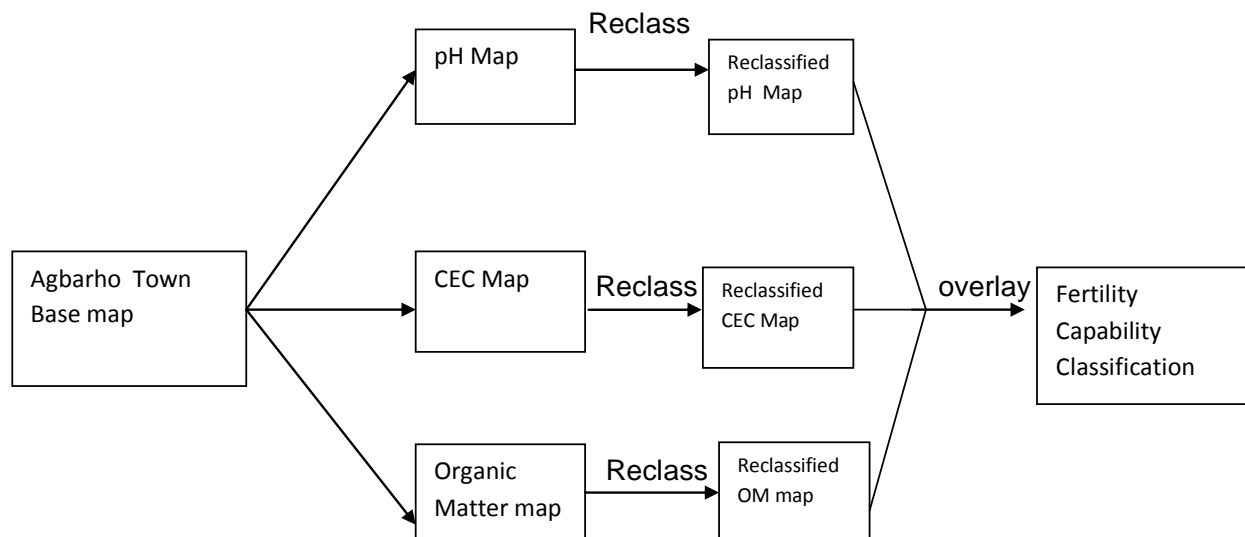 Agbarho Town
Base map
pH Map
Reclass
Reclassified
pH Map
CEC Map
Reclass
Reclassified
CEC Map
Organic
Matter map
Reclass
Reclassified
OM map
overlay
Fertility
Capability
Classification